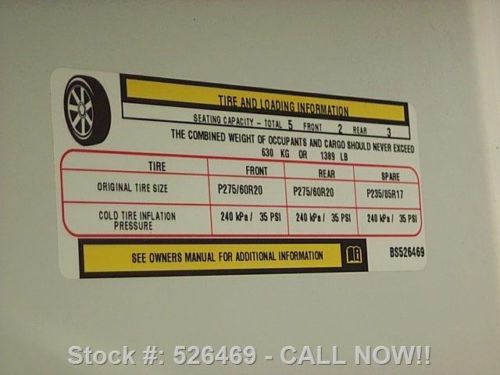 TIRE AND LOADING INFORMATION
SEATING CAPACITY - TOTAL 5 FRONT 2 REAR 3
THE COMBINED WEIGHT OF OCCUPANTS AND CARGO SHOULD NEVER EXCEED
630 KG OR 1389 LB
TIRE FRONT REAR SPARE
ORIGINAL TIRE SIZE P275/60R20 P275/60R20 P235/85R17
COLD TIRE INFLATION PRESSURE 240 kPa / 35 PSI 240 kPa / 35 PSI 240 kPa / 35 PSI
SEE OWNERS MANUAL FOR ADDITIONAL INFORMATION
BS526469
Stock #: 526469 - CALL NOW!!